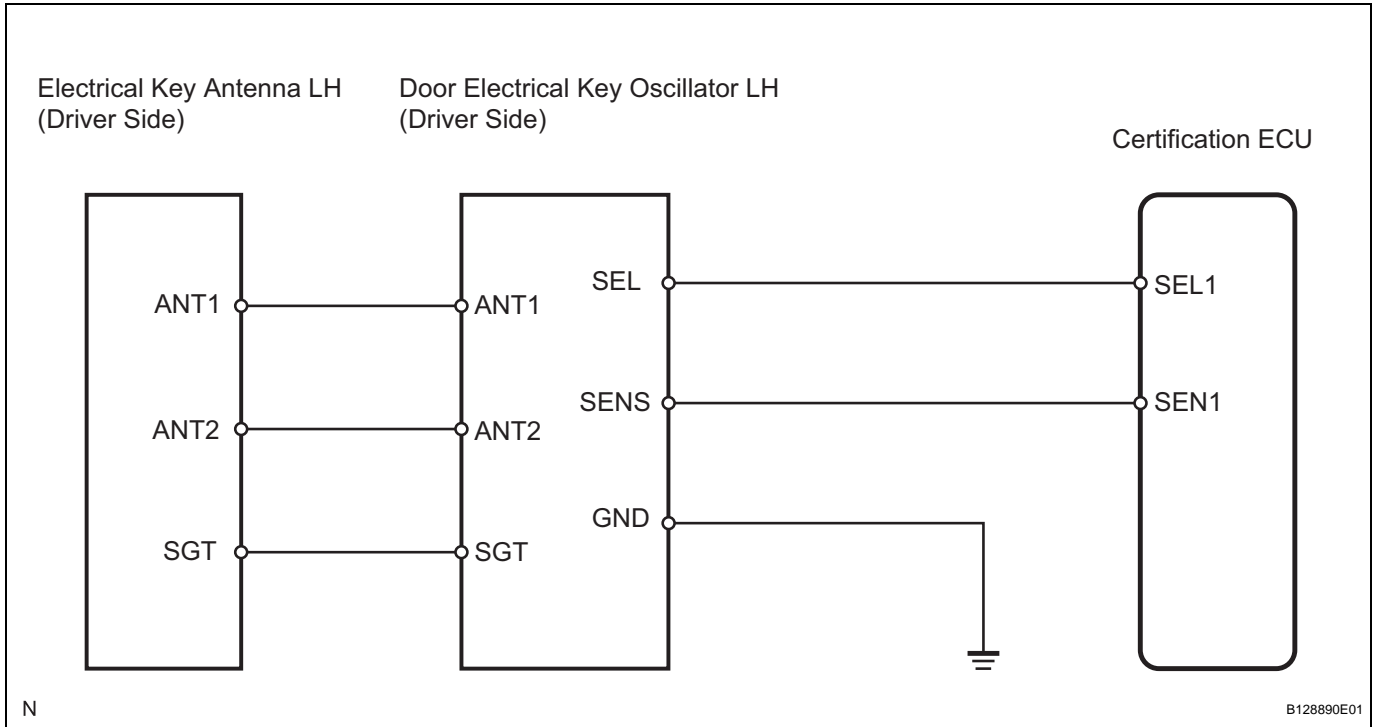 Electrical Key Antenna LH
(Driver Side)
Door Electrical Key Oscillator LH
(Driver Side)
Certification ECU
ANT1
ANT2
SGT
ANT1
ANT2
SGT
SEL
SENS
GND
SEL1
SEN1
N
B128890E01